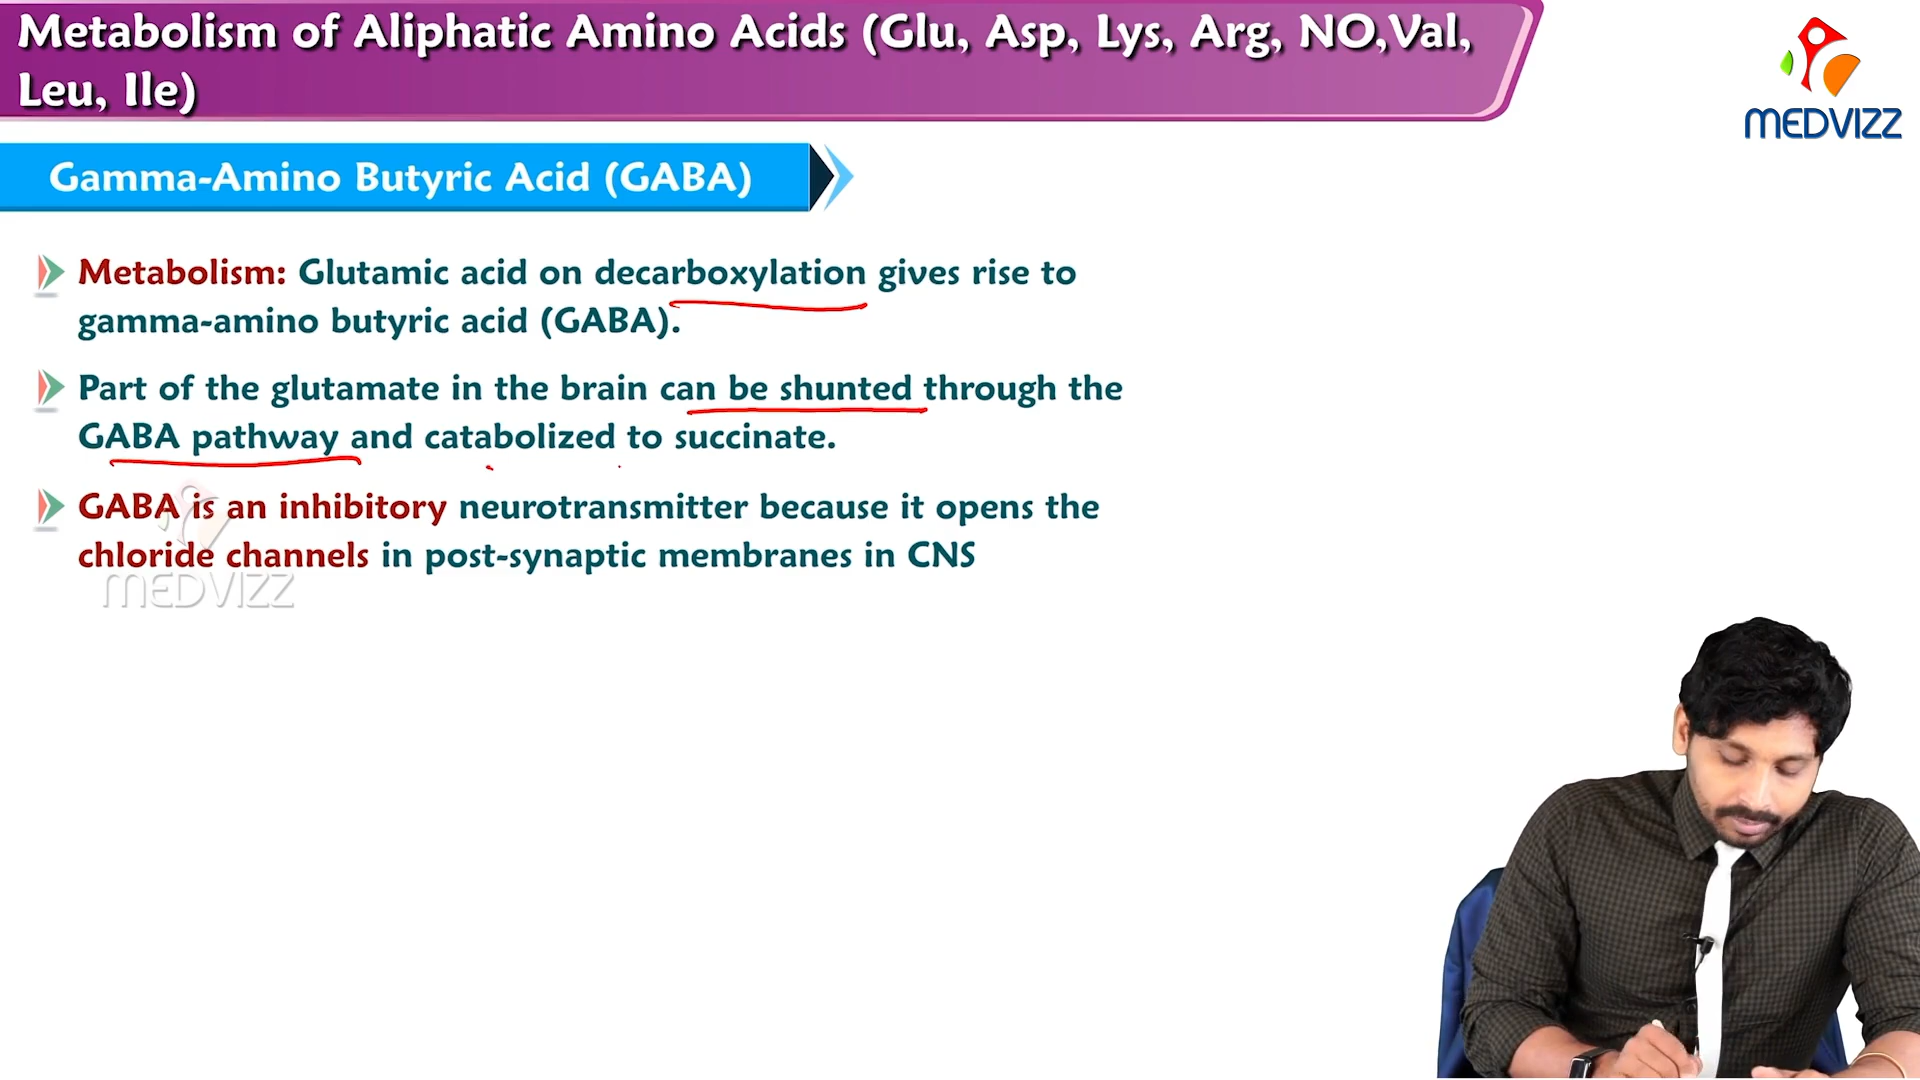 Metabolism of Aliphatic Amino Acids (Glu, Asp, Lys, Arg, NO,Val,
Leu, Ile)
MEDVIZZ
Gamma-Amino Butyric Acid (GABA)
Metabolism: Glutamic acid on decarboxylation gives rise to
gamma-amino butyric acid (GABA).
Part of the glutamate in the brain can be shunted through the
GABA pathway and catabolized to succinate.
GABA is an inhibitory neurotransmitter because it opens the
chloride channels in post-synaptic membranes in CNS
MEDVIZZ